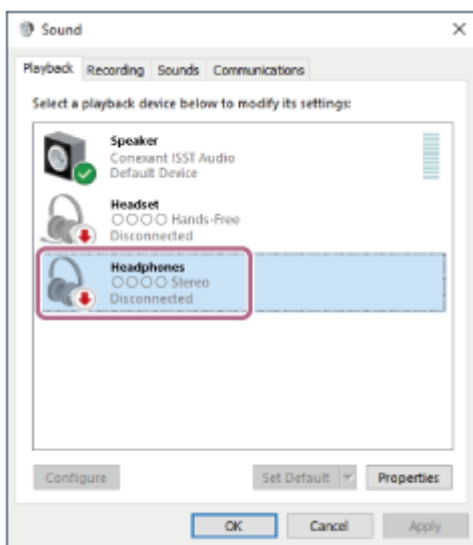 Sound
Playback Recording Sounds Communications
Select a playback device below to modify its settings:
Speaker
Conexant ISST Audio
Default Device
Headset
○○○○ Hands-Free
Disconnected
Headphones
○○○○ Stereo
Disconnected
Configure Set Default Properties
OK Cancel Apply